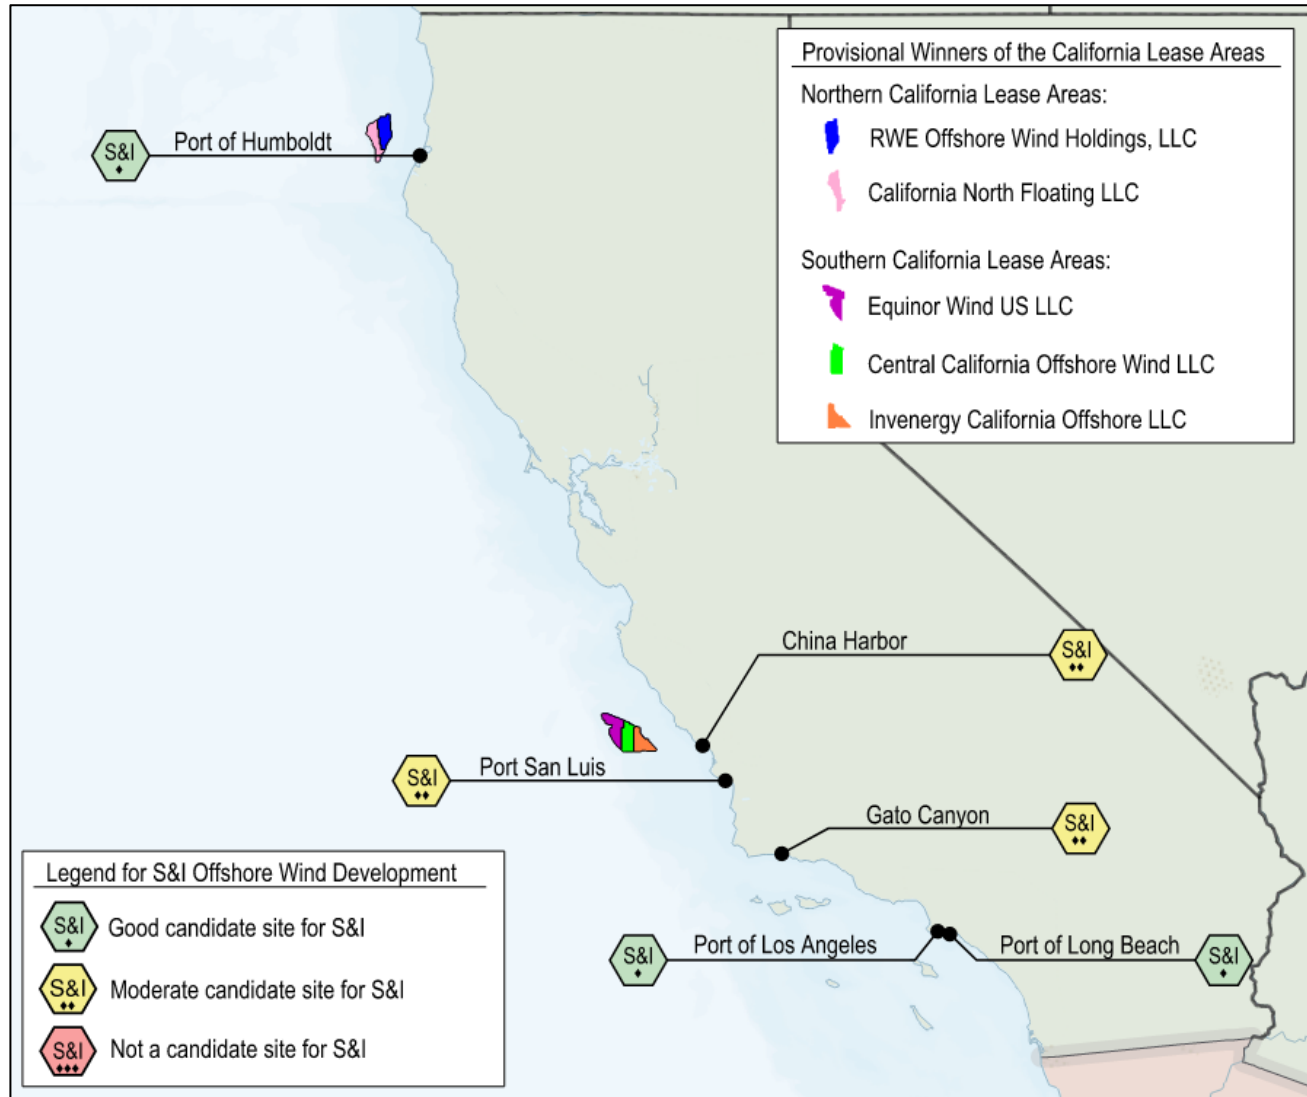 Provisional Winners of the California Lease Areas
Northern California Lease Areas:
RWE Offshore Wind Holdings, LLC
California North Floating LLC
Southern California Lease Areas:
Equinor Wind US LLC
Central California Offshore Wind LLC
Invenergy California Offshore LLC
Port of Humboldt
S&I
China Harbor
S&I
Port San Luis
S&I
Gato Canyon
S&I
Port of Los Angeles
S&I
Port of Long Beach
S&I
Legend for S&I Offshore Wind Development
S&I
Good candidate site for S&I
S&I
Moderate candidate site for S&I
S&I
Not a candidate site for S&I